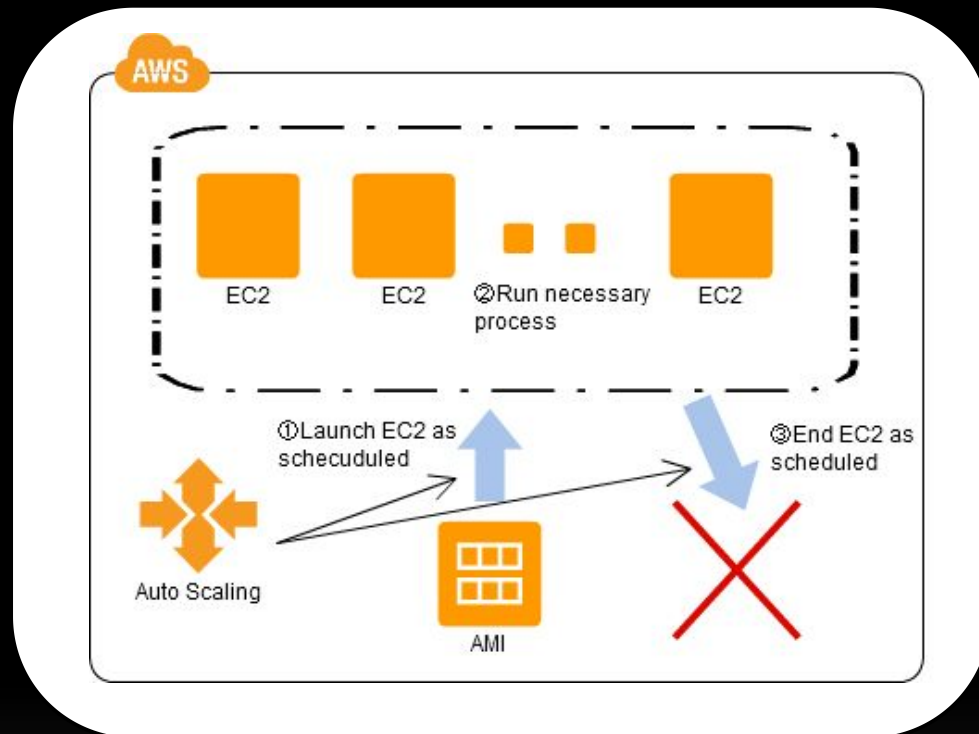 AWS
EC2
EC2
②Run necessary
process
EC2
①Launch EC2 as
schecuduled
③End EC2 as
scheduled
Auto Scaling
AMI